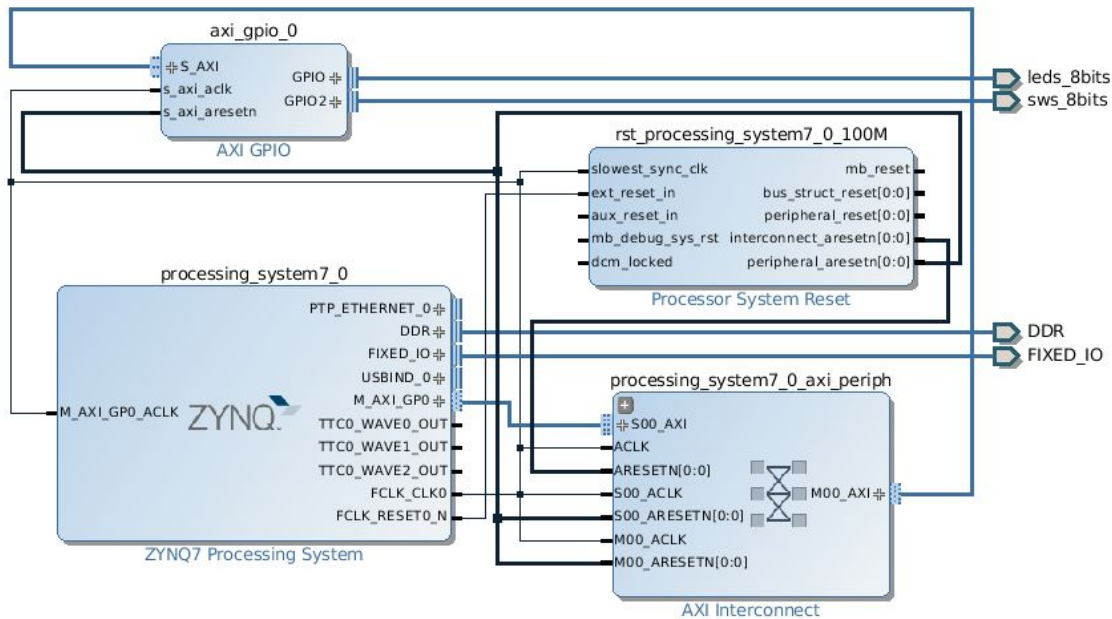 axi_gpio_0
S_AXI
s_axi_aclk
s_axi_aresetn
GPIO
GPIO2
AXI GPIO
leds_8bits
sws_8bits
rst_processing_system7_0_100M
slowest_sync_clk
ext_reset_in
aux_reset_in
mb_debug_sys_rst
dcm_locked
mb_reset
bus_struct_reset[0:0]
peripheral_reset[0:0]
interconnect_aresetn[0:0]
peripheral_aresetn[0:0]
Processor System Reset
processing_system7_0
M_AXI_GP0_ACLK
ZYNQ
PTP_ETHERNET_0
DDR
FIXED_IO
USBIND_0
M_AXI_GP0
TTC0_WAVE0_OUT
TTC0_WAVE1_OUT
TTC0_WAVE2_OUT
FCLK_CLK0
FCLK_RESET0_N
ZYNQ7 Processing System
DDR
FIXED_IO
processing_system7_0_axi_periph
S00_AXI
ACLK
ARESETN[0:0]
S00_ACLK
S00_ARESETN[0:0]
M00_ACLK
M00_ARESETN[0:0]
M00_AXI
AXI Interconnect